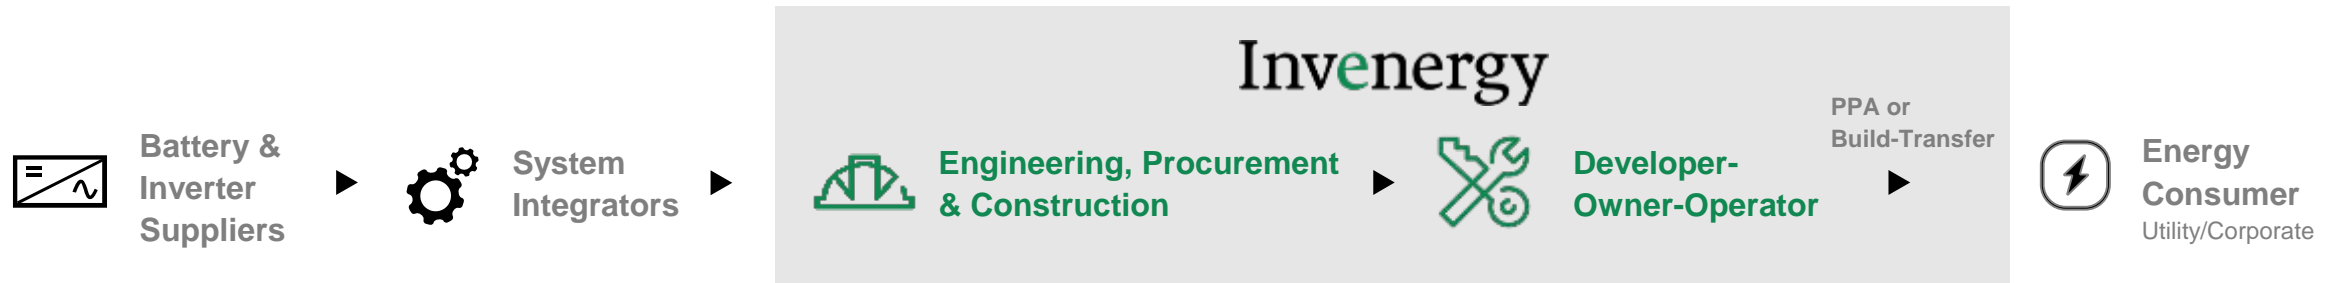 Battery &
Inverter
Suppliers
System
Integrators
Invenergy
Engineering, Procurement
& Construction
Developer-
Owner-Operator
PPA or
Build-Transfer
Energy
Consumer
Utility/Corporate